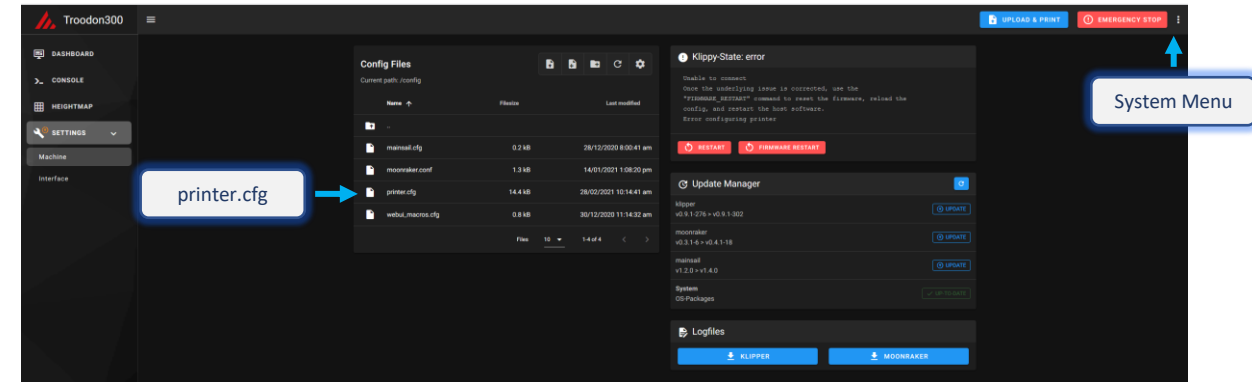 Troodon300
UPLOAD & PRINT
EMERGENCY STOP
DASHBOARD
CONSOLE
HEIGHTMAP
SETTINGS
Machine
Interface
printer.cfg
Config Files
Current path: /config
Name Filesize Last modified
..
mainsail.cfg 0.2 kB 28/12/2020 8:00:41 am
moonraker.conf 1.3 kB 14/01/2021 1:08:20 pm
printer.cfg 14.4 kB 28/02/2021 10:14:41 am
webui_macros.cfg 0.8 kB 30/12/2020 11:14:32 am
Files 10 1-4 of 4
Klippy-State: error
Unable to connect
Once the underlying issue is corrected, use the
"FIRMWARE_RESTART" command to reset the firmware, reload the
config, and restart the host software.
Error configuring printer
RESTART
FIRMWARE RESTART
Update Manager
klipper
v0.9.1-276 > v0.9.1-302
UPDATE
moonraker
v0.3.1-6 > v0.4.1-18
UPDATE
mainsail
v1.2.0 > v1.4.0
UPDATE
System
OS-Packages
UP-TO-DATE
Logfiles
KLIPPER
MOONRAKER
System Menu